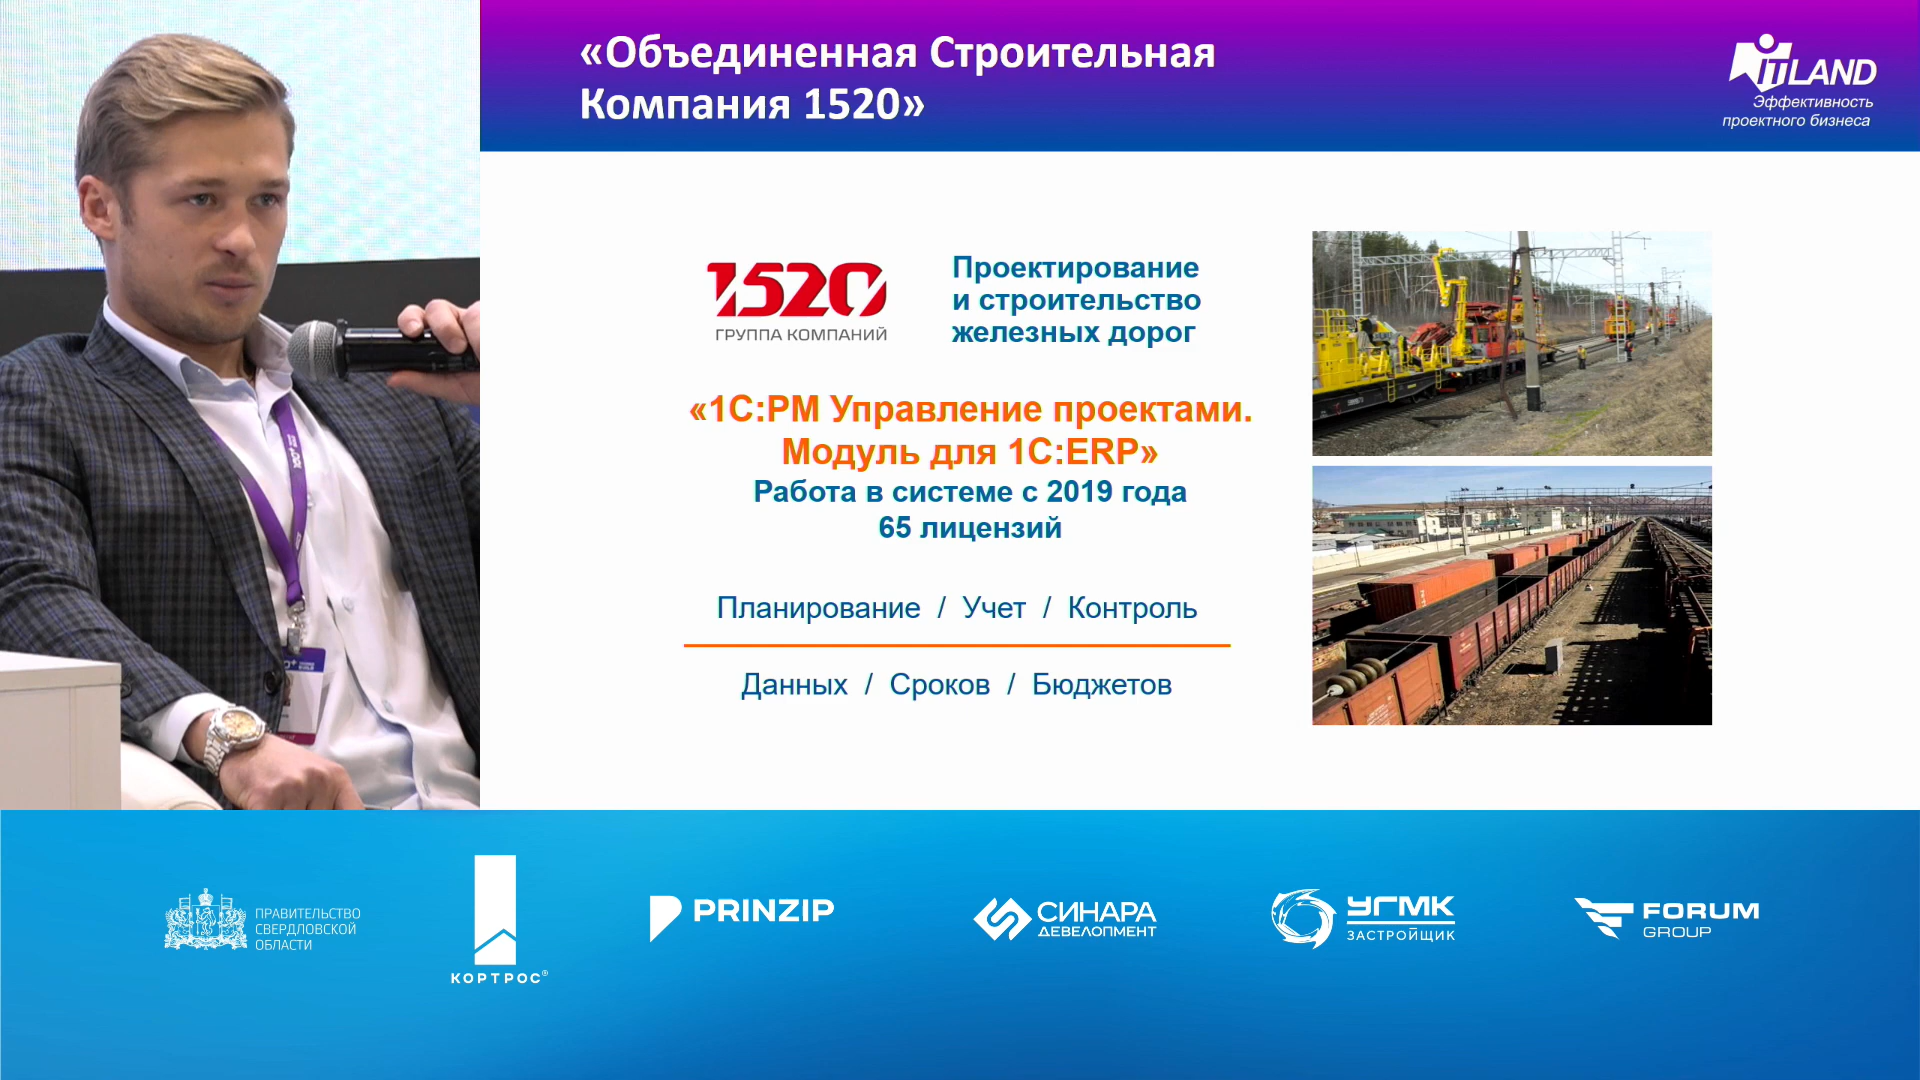 «Объединенная Строительная
Компания 1520»
ITLAND
Эффективность
проектного бизнеса
1520
ГРУППА КОМПАНИЙ
Проектирование
и строительство
железных дорог
«1С:PM Управление проектами.
Модуль для 1С:ERP»
Работа в системе с 2019 года
65 лицензий
Планирование / Учет / Контроль
Данных / Сроков / Бюджетов
ПРАВИТЕЛЬСТВО
СВЕРДЛОВСКОЙ
ОБЛАСТИ
КОРТРОС®
PRINZIP
СИНАРА
ДЕВЕЛОПМЕНТ
УГМК
ЗАСТРОЙЩИК
FORUM
GROUP